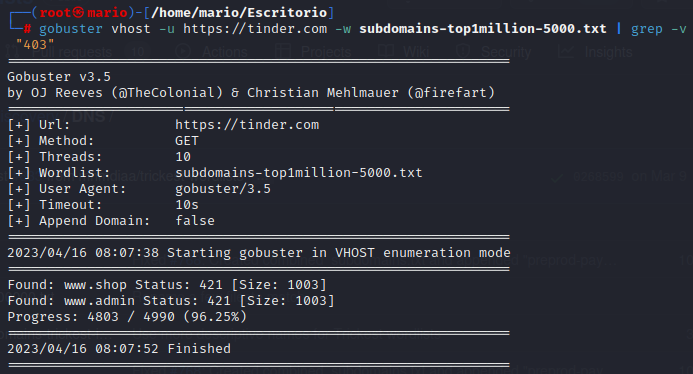 ┌──(root㉿mario)-[/home/mario/Escritorio]
└─# gobuster vhost -u https://tinder.com -w subdomains-top1million-5000.txt | grep -v
"403"
Gobuster v3.5
by OJ Reeves (@TheColonial) & Christian Mehlmauer (@firefart)
[+] Url: https://tinder.com
[+] Method: GET
[+] Threads: 10
[+] Wordlist: subdomains-top1million-5000.txt
[+] User Agent: gobuster/3.5
[+] Timeout: 10s
[+] Append Domain: false
2023/04/16 08:07:38 Starting gobuster in VHOST enumeration mode
Found: www.shop Status: 421 [Size: 1003]
Found: www.admin Status: 421 [Size: 1003]
Progress: 4803 / 4990 (96.25%)
2023/04/16 08:07:52 Finished